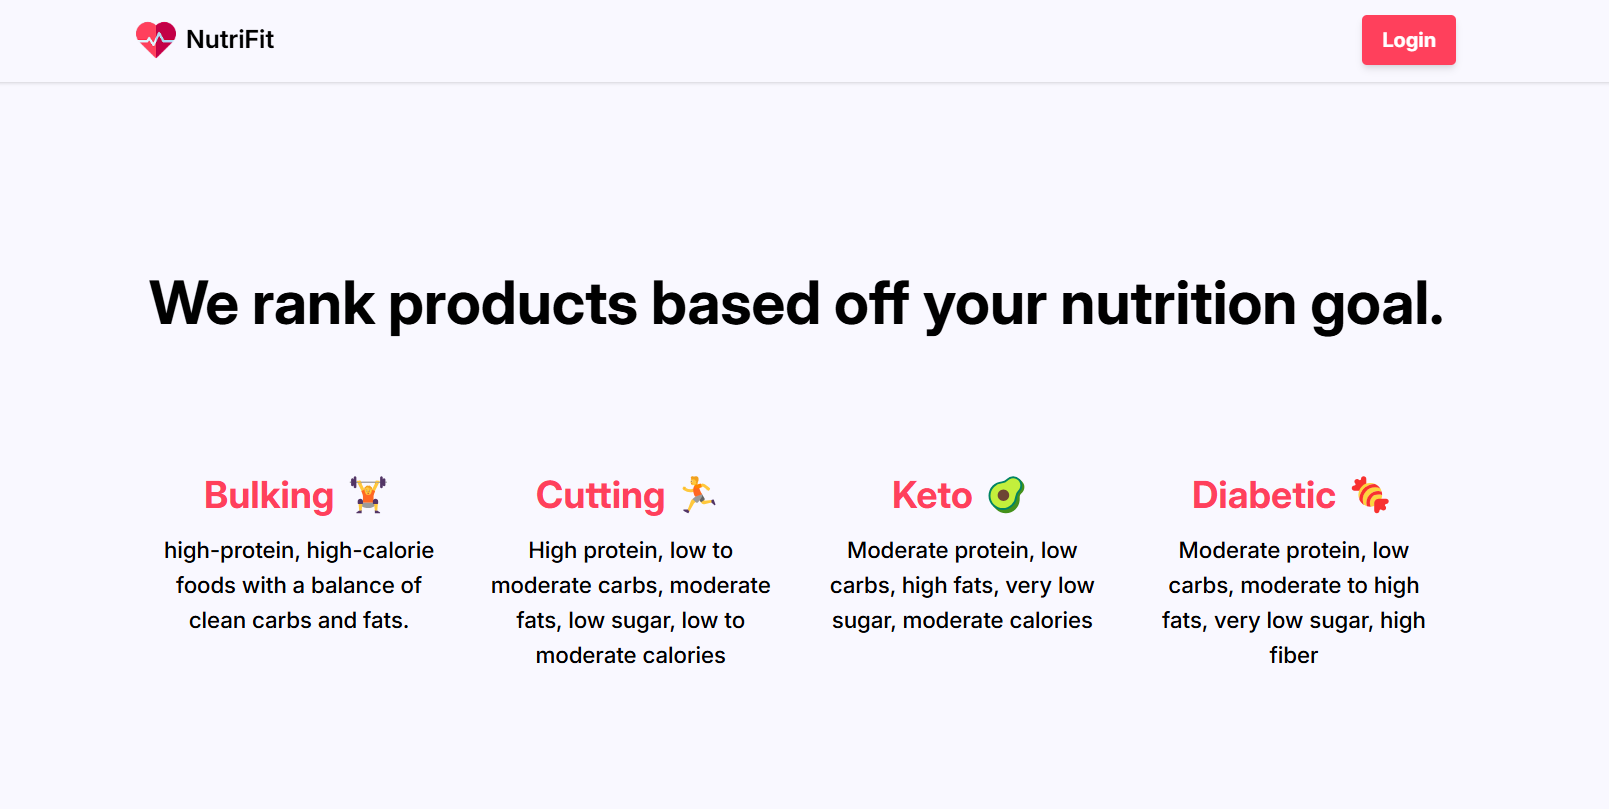 NutriFit
Login
We rank products based off your nutrition goal.
Bulking 🏋️
high-protein, high-calorie
foods with a balance of
clean carbs and fats.
Cutting 🏃
High protein, low to
moderate carbs, moderate
fats, low sugar, low to
moderate calories
Keto 🥑
Moderate protein, low
carbs, high fats, very low
sugar, moderate calories
Diabetic 🍬
Moderate protein, low
carbs, moderate to high
fats, very low sugar, high
fiber